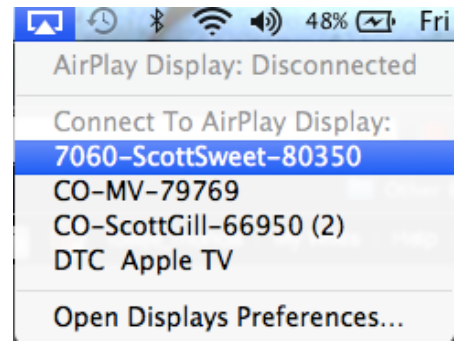 48% Fri
AirPlay Display: Disconnected
Connect To AirPlay Display:
7060-ScottSweet-80350
CO-MV-79769
CO-ScottGill-66950 (2)
DTC Apple TV
Open Displays Preferences...